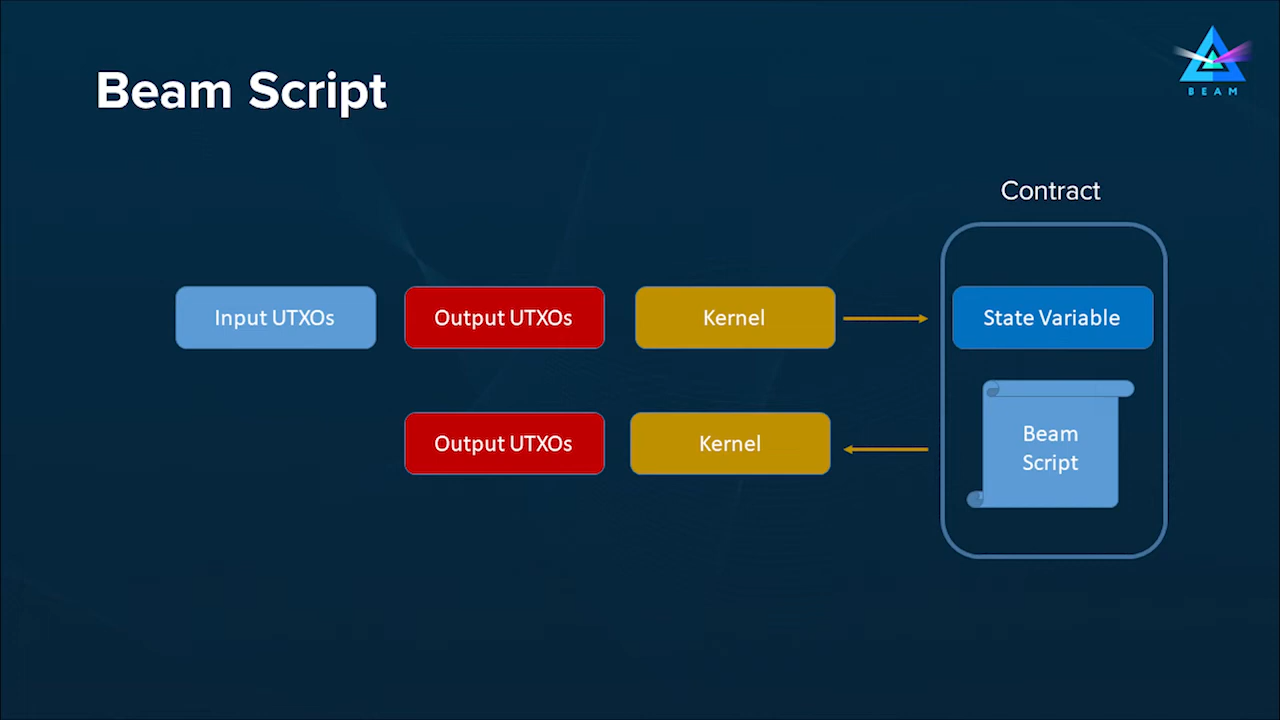 Beam Script
BEAM
Contract
Input UTXOs
Output UTXOs
Kernel
State Variable
Output UTXOs
Kernel
Beam
Script